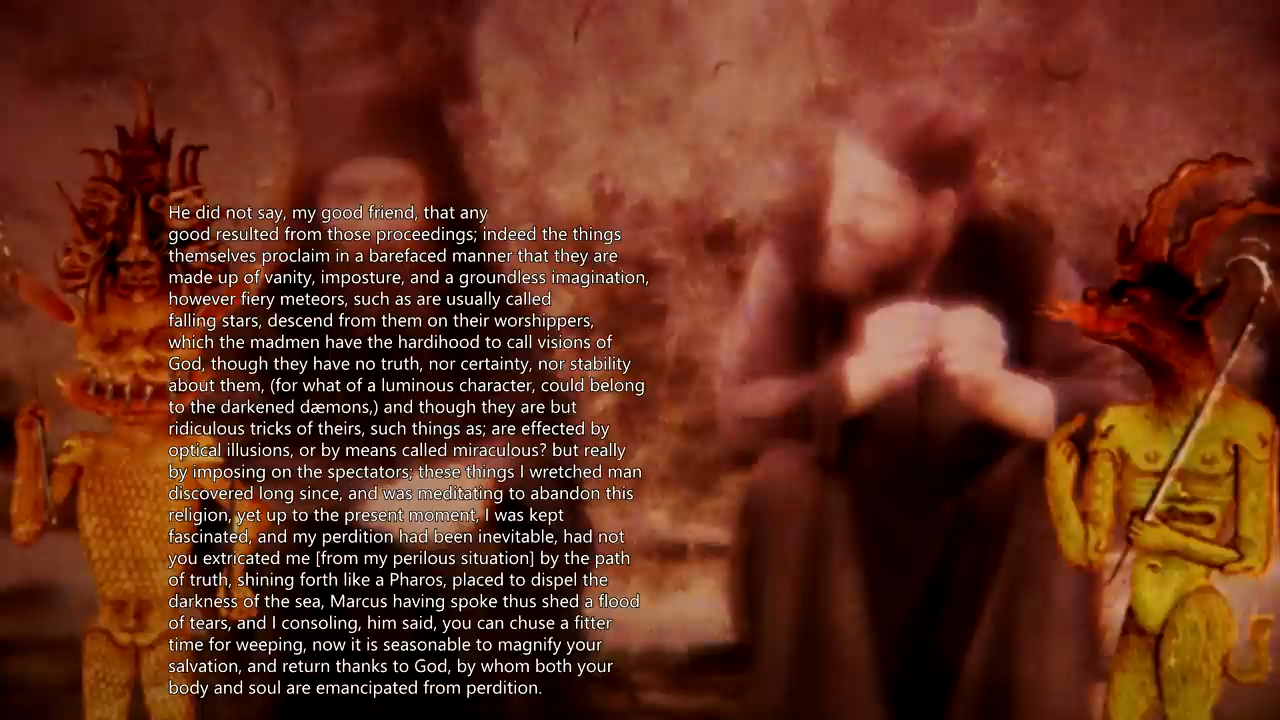 He did not say, my good friend, that any
good resulted from those proceedings; indeed the things
themselves proclaim in a barefaced manner that they are
made up of vanity, imposture, and a groundless imagination,
however fiery meteors, such as are usually called
falling stars, descend from them on their worshippers,
which the madmen have the hardihood to call visions of
God, though they have no truth, nor certainty, nor stability
about them, (for what of a luminous character, could belong
to the darkened dæmons,) and though they are but
ridiculous tricks of theirs, such things as; are effected by
optical illusions, or by means called miraculous? but really
by imposing on the spectators; these things I wretched man
discovered long since, and was meditating to abandon this
religion, yet up to the present moment, I was kept
fascinated, and my perdition had been inevitable, had not
you extricated me [from my perilous situation] by the path
of truth, shining forth like a Pharos, placed to dispel the
darkness of the sea, Marcus having spoke thus shed a flood
of tears, and I consoling, him said, you can chuse a fitter
time for weeping, now it is seasonable to magnify your
salvation, and return thanks to God, by whom both your
body and soul are emancipated from perdition.